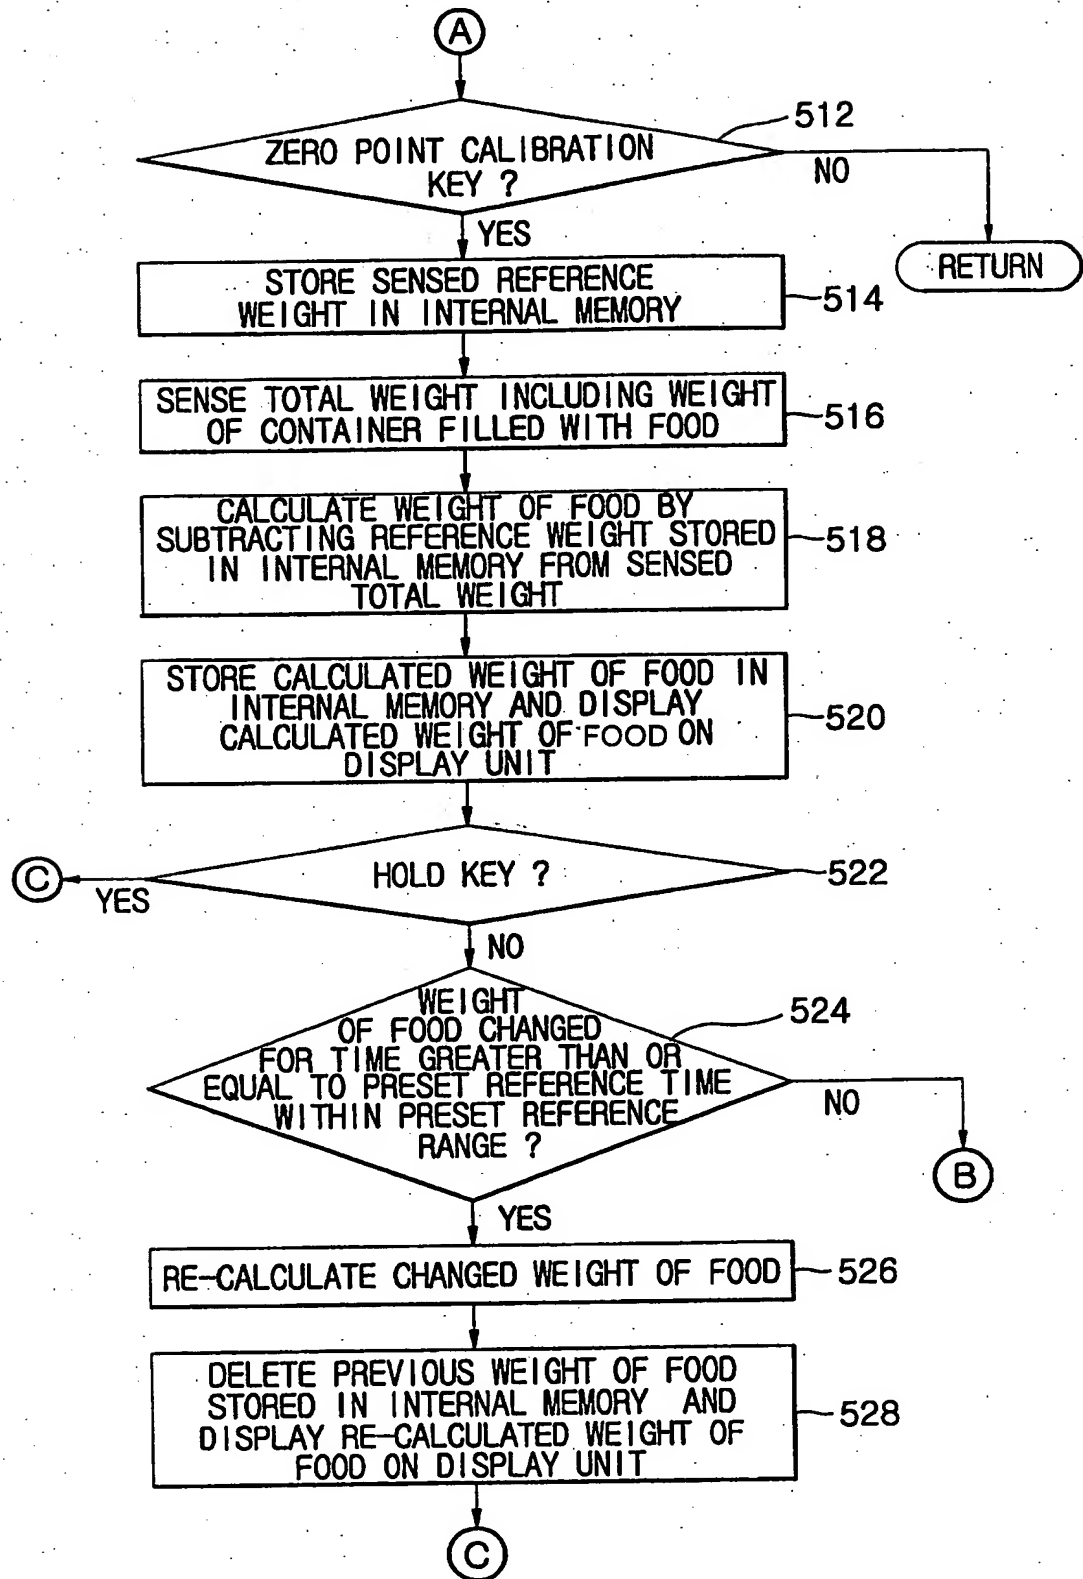 A
ZERO POINT CALIBRATION
KEY ?
512
NO
YES
RETURN
STORE SENSED REFERENCE
WEIGHT IN INTERNAL MEMORY
514
SENSE TOTAL WEIGHT INCLUDING WEIGHT
OF CONTAINER FILLED WITH FOOD
516
CALCULATE WEIGHT OF FOOD BY
SUBTRACTING REFERENCE WEIGHT STORED
IN INTERNAL MEMORY FROM SENSED
TOTAL WEIGHT
518
STORE CALCULATED WEIGHT OF FOOD IN
INTERNAL MEMORY AND DISPLAY
CALCULATED WEIGHT OF FOOD ON
DISPLAY UNIT
520
HOLD KEY ?
522
C
YES
NO
WEIGHT
OF FOOD CHANGED
FOR TIME GREATER THAN OR
EQUAL TO PRESET REFERENCE TIME
WITHIN PRESET REFERENCE
RANGE ?
524
NO
B
YES
RE-CALCULATE CHANGED WEIGHT OF FOOD
526
DELETE PREVIOUS WEIGHT OF FOOD
STORED IN INTERNAL MEMORY AND
DISPLAY RE-CALCULATED WEIGHT OF
FOOD ON DISPLAY UNIT
528
C